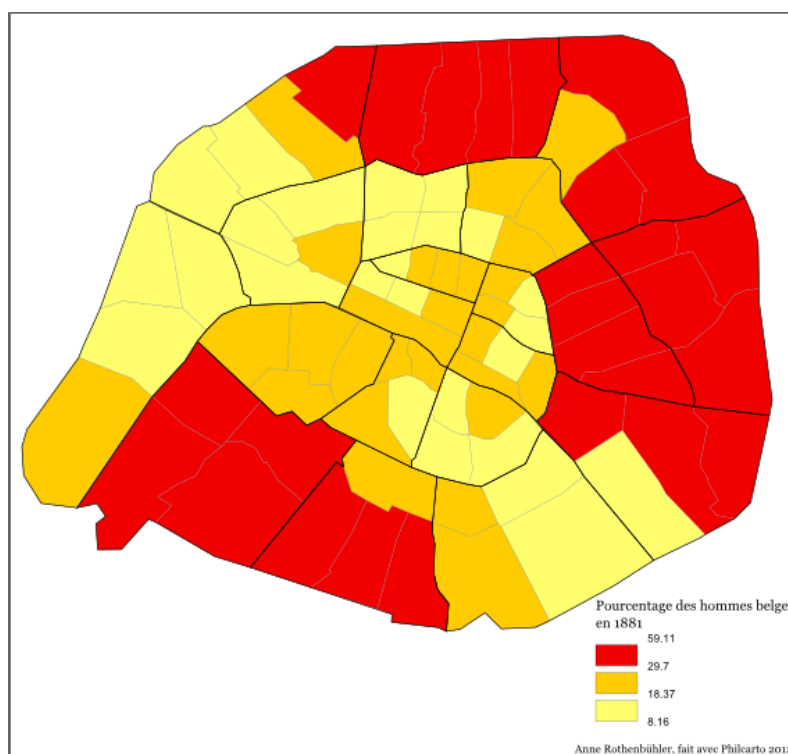 Pourcentage des hommes belge
en 1881
59.11
29.7
18.37
8.16
Anne Rothenbühler, fait avec Philcarto 2012